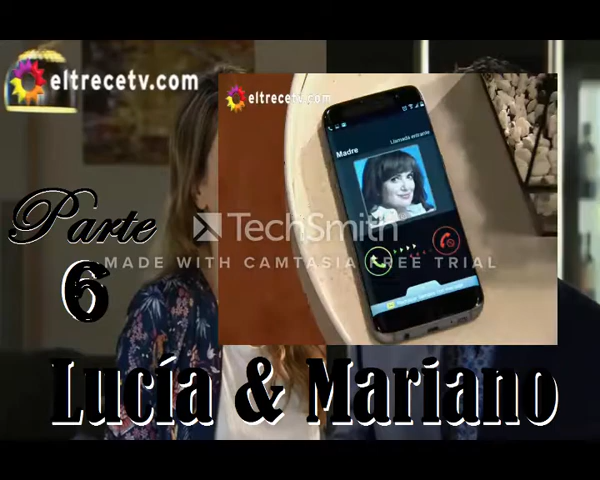 eltrecetv.com
eltrecetv.com
Llamada entrante
Madre
Parte
6
TechSmith
MADE WITH CAMTASIA FREE TRIAL
Lucía & Mariano